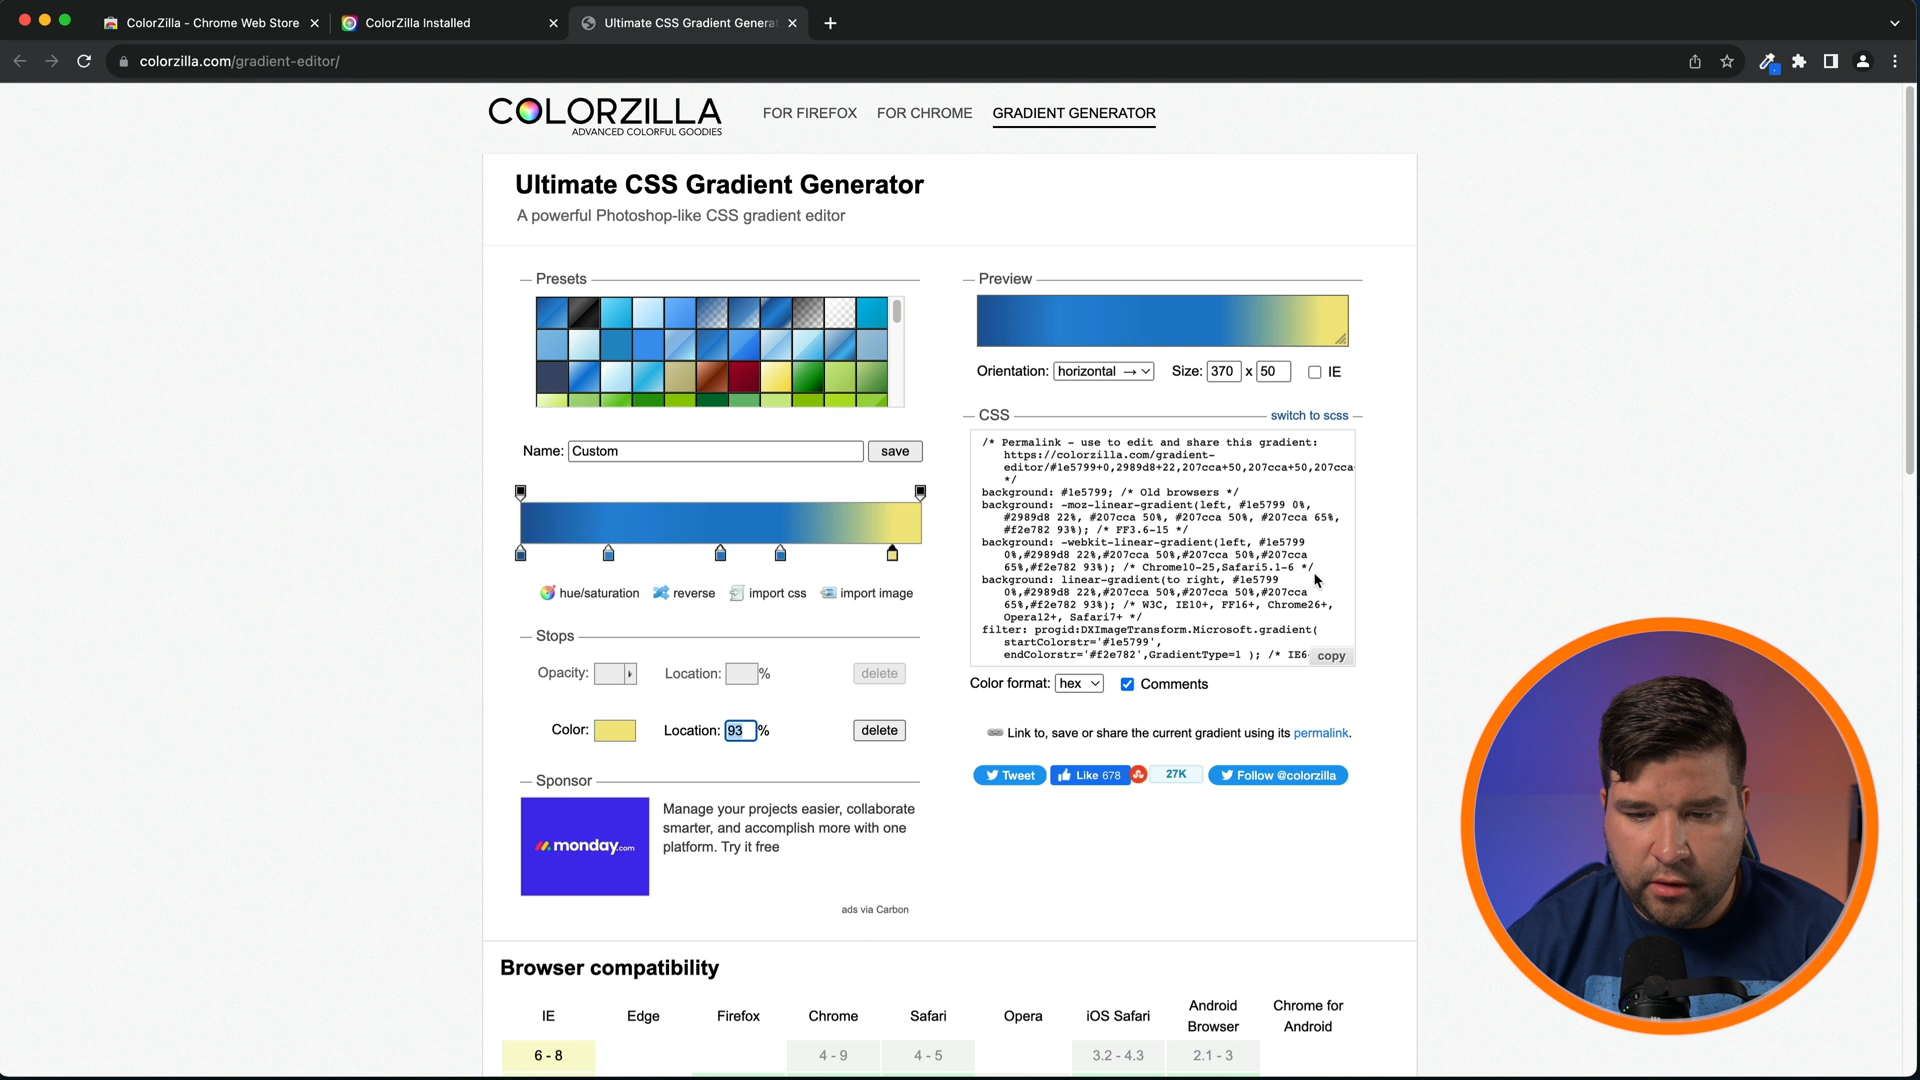 ColorZilla - Chrome Web Store
ColorZilla Installed
Ultimate CSS Gradient Genera
colorzilla.com/gradient-editor/
COLORZILLA
ADVANCED COLORFUL GOODIES
FOR FIREFOX
FOR CHROME
GRADIENT GENERATOR
Ultimate CSS Gradient Generator
A powerful Photoshop-like CSS gradient editor
Presets
Name: Custom save
hue/saturation reverse import css import image
Stops
Opacity: Location: % delete
Color: Location: 93 % delete
Sponsor
monday.com
Manage your projects easier, collaborate
smarter, and accomplish more with one
platform. Try it free
ads via Carbon
Preview
Orientation: horizontal → Size: 370 x 50 IE
CSS switch to scss
/* Permalink - use to edit and share this gradient:
https://colorzilla.com/gradient-
editor/#1e5799+0,2989d8+22,207cca+50,207cca+50,207cca
*/
background: #1e5799; /* Old browsers */
background: -moz-linear-gradient(left, #1e5799 0%,
#2989d8 22%, #207cca 50%, #207cca 50%, #207cca 65%,
#f2e782 93%); /* FF3.6-15 */
background: -webkit-linear-gradient(left, #1e5799
0%,#2989d8 22%,#207cca 50%,#207cca 50%,#207cca
65%,#f2e782 93%); /* Chrome10-25,Safari5.1-6 */
background: linear-gradient(to right, #1e5799
0%,#2989d8 22%,#207cca 50%,#207cca 50%,#207cca
65%,#f2e782 93%); /* W3C, IE10+, FF16+, Chrome26+,
Opera12+, Safari7+ */
filter: progid:DXImageTransform.Microsoft.gradient(
startColorstr='#1e5799',
endColorstr='#f2e782',GradientType=1 ); /* IE6-
copy
Color format: hex Comments
Link to, save or share the current gradient using its permalink.
Tweet Like 678 27K Follow @colorzilla
Browser compatibility
IE Edge Firefox Chrome Safari Opera iOS Safari Android Browser Chrome for Android
6 - 8 4 - 9 4 - 5 3.2 - 4.3 2.1 - 3